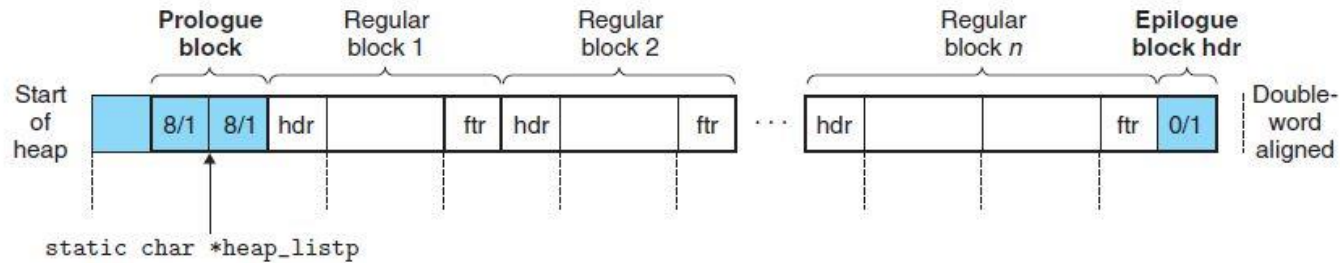 Prologue
block
Regular
block 1
Regular
block 2
Regular
block n
Epilogue
block hdr
Start
of
heap
8/1
8/1
hdr
ftr
hdr
ftr
. . .
hdr
ftr
0/1
Double-
word
aligned
static char *heap_listp